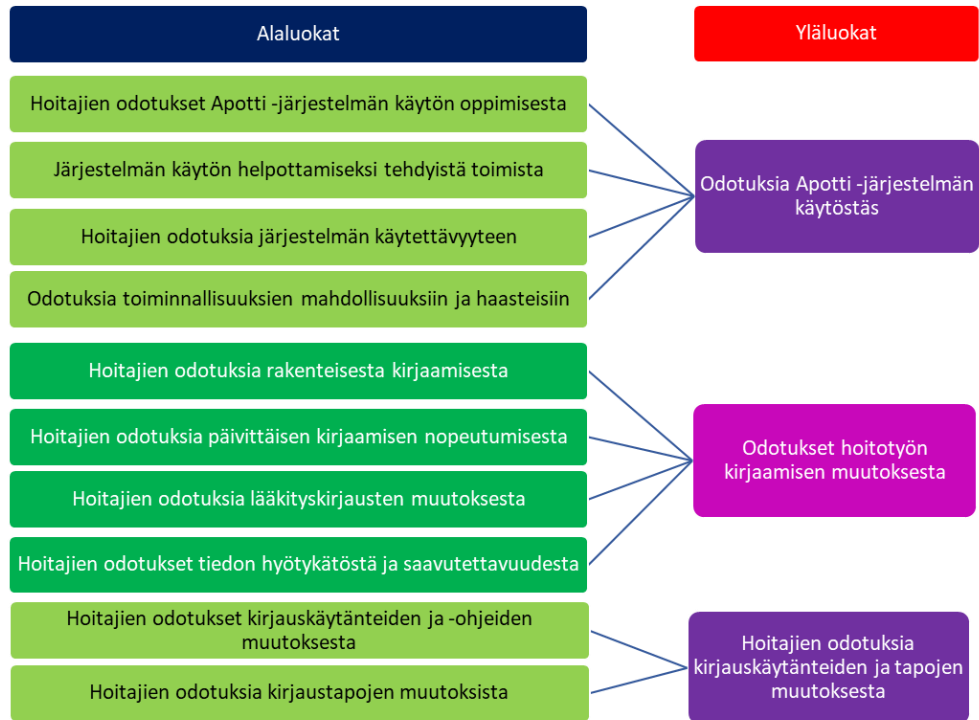 Alaluokat
Yläluokat
Hoitajien odotukset Apotti -järjestelmän käytön oppimisesta
Järjestelmän käytön helpottamiseksi tehdyistä toimista
Hoitajien odotuksia järjestelmän käytettävyyteen
Odotuksia toiminnallisuuksien mahdollisuuksiin ja haasteisiin
Odotuksia Apotti -järjestelmän
käytöstäs
Hoitajien odotuksia rakenteisesta kirjaamisesta
Hoitajien odotuksia päivittäisen kirjaamisen nopeutumisesta
Hoitajien odotuksia lääkityskirjausten muutoksesta
Hoitajien odotukset tiedon hyötykätöstä ja saavutettavuudesta
Odotukset hoitotyön
kirjaamisen muutoksesta
Hoitajien odotukset kirjauskäytänteiden ja -ohjeiden
muutoksesta
Hoitajien odotuksia kirjaustapojen muutoksista
Hoitajien odotuksia
kirjauskäytänteiden ja tapojen
muutoksesta